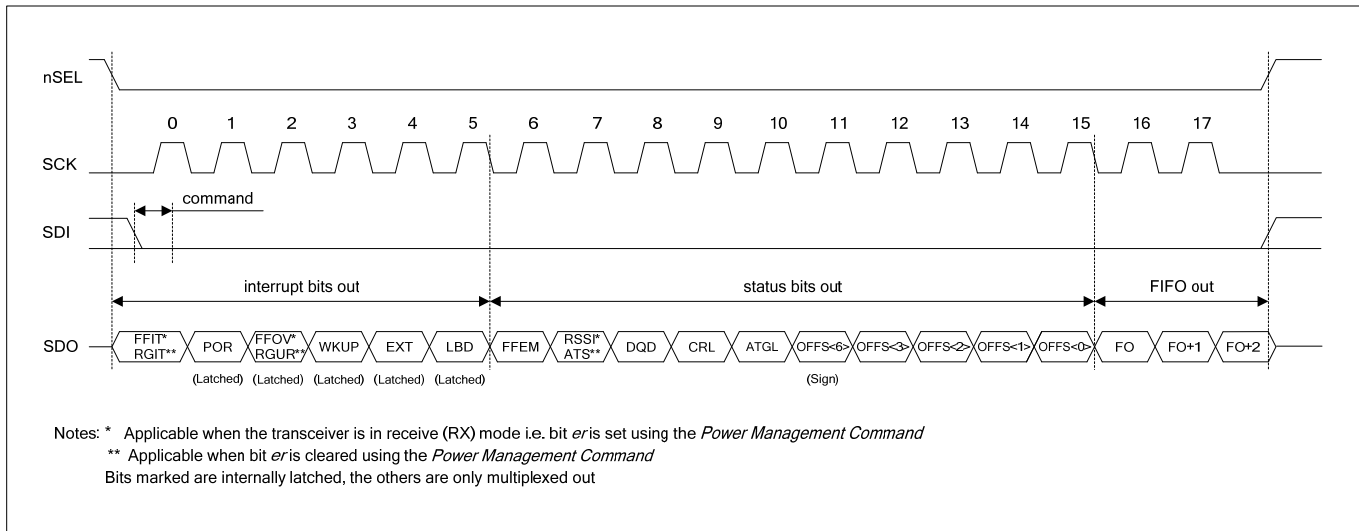 nSEL
0 1 2 3 4 5 6 7 8 9 10 11 12 13 14 15 16 17
SCK
command
SDI
interrupt bits out status bits out FIFO out
SDO
FFIT*
RGIT**
POR
FFOV*
RGUR**
WKUP
EXT
LBD
FFEM
RSSI*
ATS**
DQD
CRL
ATGL
OFFS<6>
OFFS<3>
OFFS<2>
OFFS<1>
OFFS<0>
FO
FO+1
FO+2
(Latched) (Latched) (Latched) (Latched) (Latched) (Sign)
Notes: * Applicable when the transceiver is in receive (RX) mode i.e. bit er is set using the Power Management Command
** Applicable when bit er is cleared using the Power Management Command
Bits marked are internally latched, the others are only multiplexed out